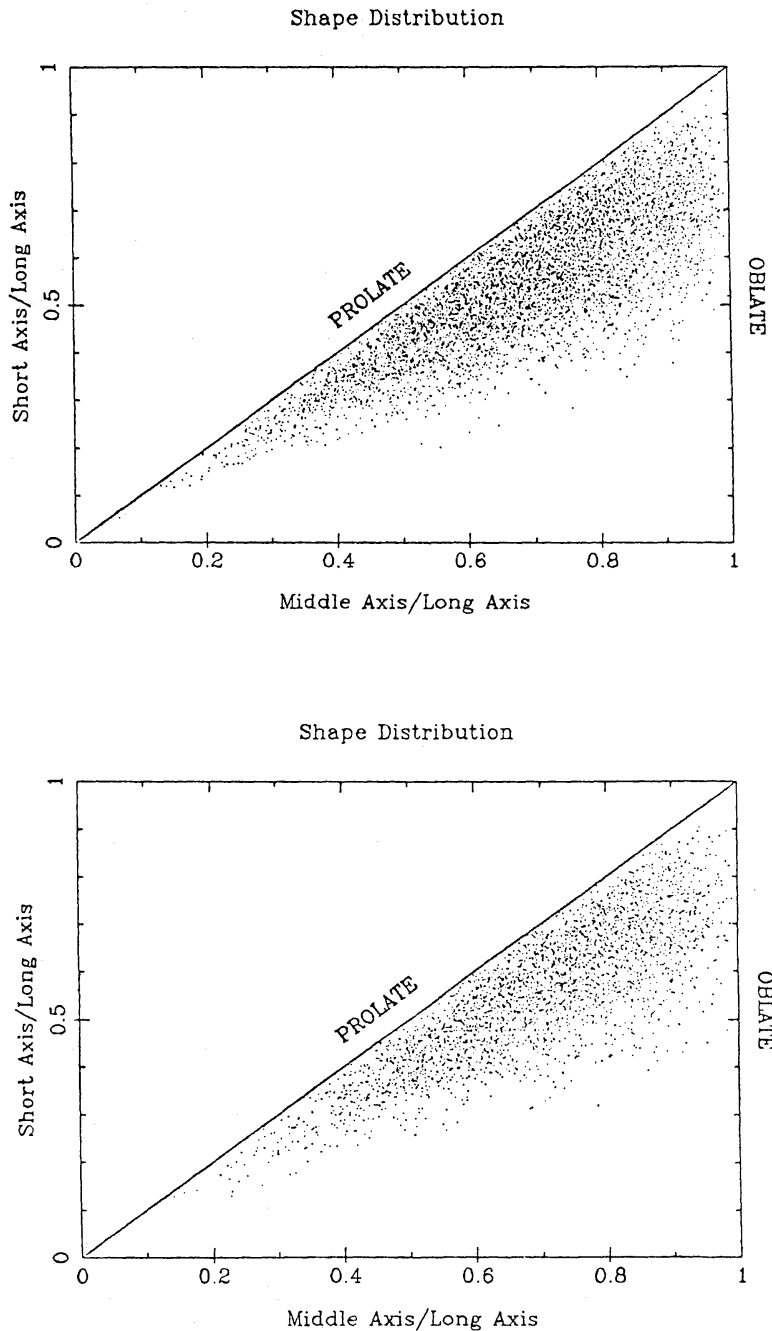 Shape Distribution
1
Short Axis/Long Axis
0.5
PROLATE
OBLATE
0
0
0.2
0.4
0.6
0.8
1
Middle Axis/Long Axis
Shape Distribution
1
Short Axis/Long Axis
0.5
PROLATE
OBLATE
0
0
0.2
0.4
0.6
0.8
1
Middle Axis/Long Axis